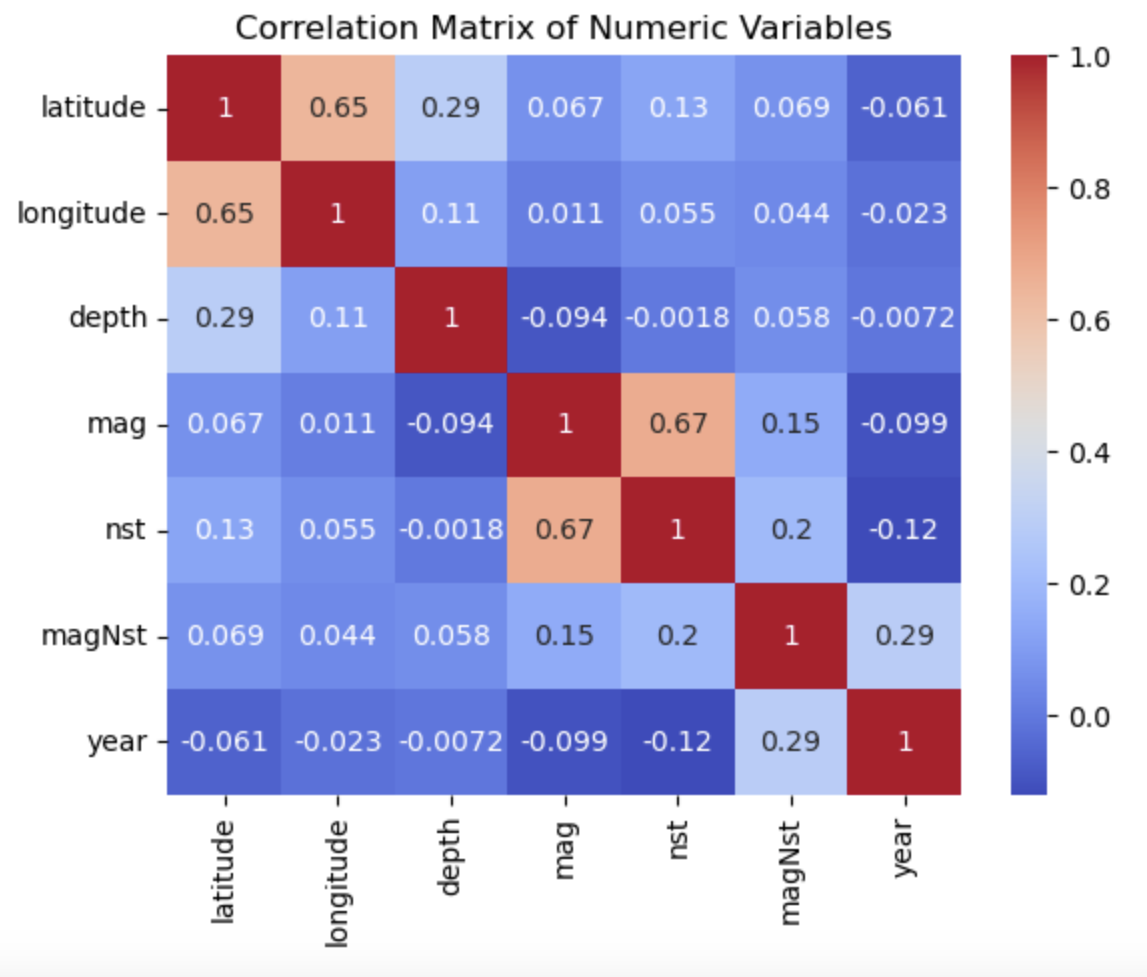 Correlation Matrix of Numeric Variables
latitude 1 0.65 0.29 0.067 0.13 0.069 -0.061
longitude 0.65 1 0.11 0.011 0.055 0.044 -0.023
depth 0.29 0.11 1 -0.094 -0.0018 0.058 -0.0072
mag 0.067 0.011 -0.094 1 0.67 0.15 -0.099
nst 0.13 0.055 -0.0018 0.67 1 0.2 -0.12
magNst 0.069 0.044 0.058 0.15 0.2 1 0.29
year -0.061 -0.023 -0.0072 -0.099 -0.12 0.29 1
latitude longitude depth mag nst magNst year
1.0
0.8
0.6
0.4
0.2
0.0